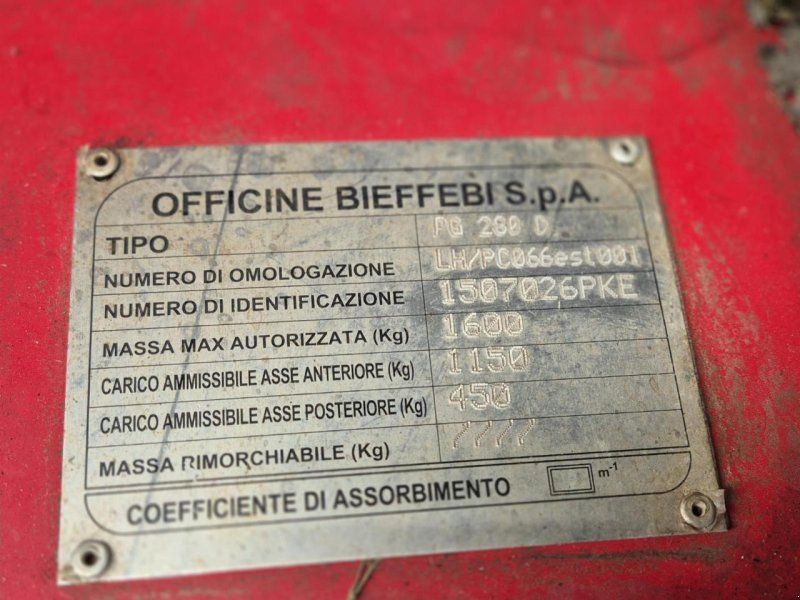 OFFICINE BIEFFEBI S.p.A.
TIPO PG 280 D
NUMERO DI OMOLOGAZIONE LH/PC066est001
NUMERO DI IDENTIFICAZIONE 1507026PKE
MASSA MAX AUTORIZZATA (Kg) 1600
CARICO AMMISSIBILE ASSE ANTERIORE (Kg) 1150
CARICO AMMISSIBILE ASSE POSTERIORE (Kg) 450
MASSA RIMORCHIABILE (Kg) ////
COEFFICIENTE DI ASSORBIMENTO m⁻¹